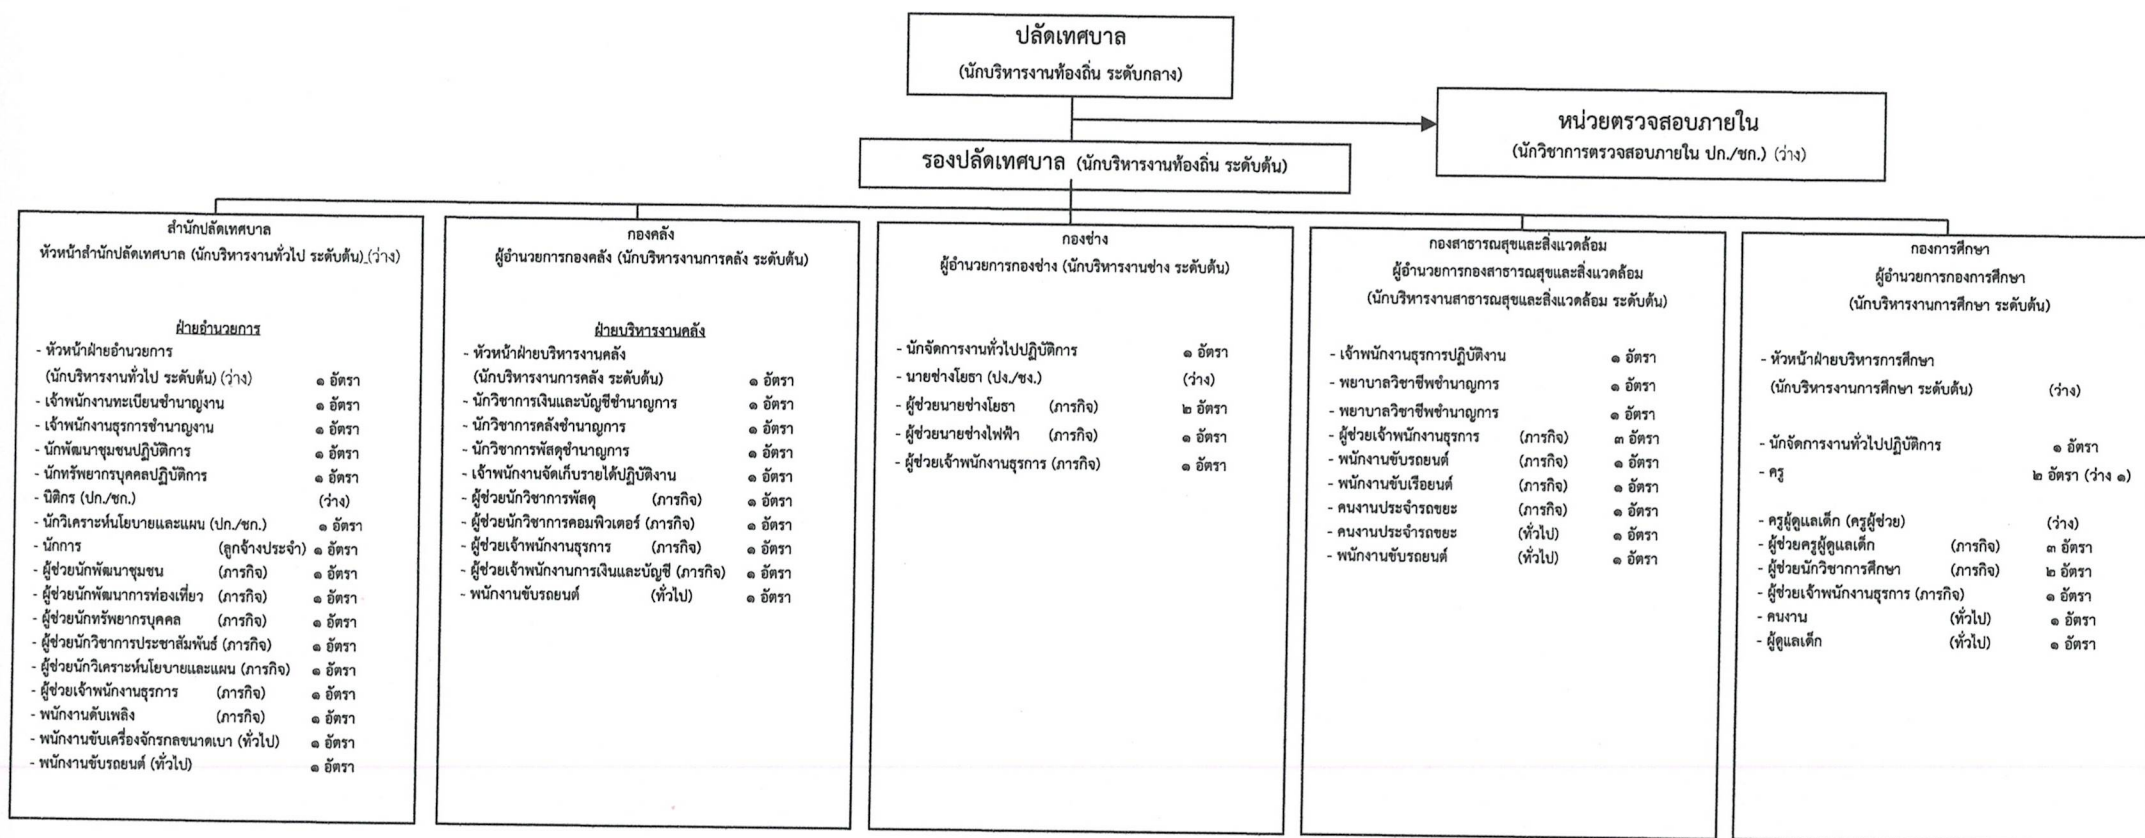 ปลัดเทศบาล
(นักบริหารงานท้องถิ่น ระดับกลาง)
หน่วยตรวจสอบภายใน
(นักวิชาการตรวจสอบภายใน ปก./ชก.) (ว่าง)
รองปลัดเทศบาล (นักบริหารงานท้องถิ่น ระดับต้น)
สำนักปลัดเทศบาล
หัวหน้าสำนักปลัดเทศบาล (นักบริหารงานทั่วไป ระดับต้น) (ว่าง)
ฝ่ายอำนวยการ
- หัวหน้าฝ่ายอำนวยการ
(นักบริหารงานทั่วไป ระดับต้น) (ว่าง) ๑ อัตรา
- เจ้าพนักงานทะเบียนชำนาญงาน ๑ อัตรา
- เจ้าพนักงานธุรการชำนาญงาน ๑ อัตรา
- นักพัฒนาชุมชนปฏิบัติการ ๑ อัตรา
- นักทรัพยากรบุคคลปฏิบัติการ ๑ อัตรา
- นิติกร (ปก./ชก.) (ว่าง)
- นักวิเคราะห์นโยบายและแผน (ปก./ชก.) ๑ อัตรา
- นักการ (ลูกจ้างประจำ) ๑ อัตรา
- ผู้ช่วยนักพัฒนาชุมชน (ภารกิจ) ๑ อัตรา
- ผู้ช่วยนักพัฒนาการท่องเที่ยว (ภารกิจ) ๑ อัตรา
- ผู้ช่วยนักทรัพยากรบุคคล (ภารกิจ) ๑ อัตรา
- ผู้ช่วยนักวิชาการประชาสัมพันธ์ (ภารกิจ) ๑ อัตรา
- ผู้ช่วยนักวิเคราะห์นโยบายและแผน (ภารกิจ) ๑ อัตรา
- ผู้ช่วยเจ้าพนักงานธุรการ (ภารกิจ) ๑ อัตรา
- พนักงานดับเพลิง (ภารกิจ) ๑ อัตรา
- พนักงานขับเครื่องจักรกลขนาดเบา (ทั่วไป) ๑ อัตรา
- พนักงานขับรถยนต์ (ทั่วไป) ๑ อัตรา
กองคลัง
ผู้อำนวยการกองคลัง (นักบริหารงานการคลัง ระดับต้น)
ฝ่ายบริหารงานคลัง
- หัวหน้าฝ่ายบริหารงานคลัง
(นักบริหารงานการคลัง ระดับต้น) ๑ อัตรา
- นักวิชาการเงินและบัญชีชำนาญการ ๑ อัตรา
- นักวิชาการคลังชำนาญการ ๑ อัตรา
- นักวิชาการพัสดุชำนาญการ ๑ อัตรา
- เจ้าพนักงานจัดเก็บรายได้ปฏิบัติงาน ๑ อัตรา
- ผู้ช่วยนักวิชาการพัสดุ (ภารกิจ) ๑ อัตรา
- ผู้ช่วยนักวิชาการคอมพิวเตอร์ (ภารกิจ) ๑ อัตรา
- ผู้ช่วยเจ้าพนักงานธุรการ (ภารกิจ) ๑ อัตรา
- ผู้ช่วยเจ้าพนักงานการเงินและบัญชี (ภารกิจ) ๑ อัตรา
- พนักงานขับรถยนต์ (ทั่วไป) ๑ อัตรา
กองช่าง
ผู้อำนวยการกองช่าง (นักบริหารงานช่าง ระดับต้น)
- นักจัดการงานทั่วไปปฏิบัติการ ๑ อัตรา
- นายช่างโยธา (ปง./ชง.) (ว่าง)
- ผู้ช่วยนายช่างโยธา (ภารกิจ) ๒ อัตรา
- ผู้ช่วยนายช่างไฟฟ้า (ภารกิจ) ๑ อัตรา
- ผู้ช่วยเจ้าพนักงานธุรการ (ภารกิจ) ๑ อัตรา
กองสาธารณสุขและสิ่งแวดล้อม
ผู้อำนวยการกองสาธารณสุขและสิ่งแวดล้อม
(นักบริหารงานสาธารณสุขและสิ่งแวดล้อม ระดับต้น)
- เจ้าพนักงานธุรการปฏิบัติงาน ๑ อัตรา
- พยาบาลวิชาชีพชำนาญการ ๑ อัตรา
- พยาบาลวิชาชีพชำนาญการ ๑ อัตรา
- ผู้ช่วยเจ้าพนักงานธุรการ (ภารกิจ) ๓ อัตรา
- พนักงานขับรถยนต์ (ภารกิจ) ๑ อัตรา
- พนักงานขับเรือยนต์ (ภารกิจ) ๑ อัตรา
- คนงานประจำรถขยะ (ภารกิจ) ๑ อัตรา
- คนงานประจำรถขยะ (ทั่วไป) ๑ อัตรา
- พนักงานขับรถยนต์ (ทั่วไป) ๑ อัตรา
กองการศึกษา
ผู้อำนวยการกองการศึกษา
(นักบริหารงานการศึกษา ระดับต้น)
- หัวหน้าฝ่ายบริหารการศึกษา
(นักบริหารงานการศึกษา ระดับต้น) (ว่าง)
- นักจัดการงานทั่วไปปฏิบัติการ ๑ อัตรา
- ครู ๒ อัตรา (ว่าง ๑)
- ครูผู้ดูแลเด็ก (ครูผู้ช่วย) (ว่าง)
- ผู้ช่วยครูผู้ดูแลเด็ก (ภารกิจ) ๓ อัตรา
- ผู้ช่วยนักวิชาการศึกษา (ภารกิจ) ๒ อัตรา
- ผู้ช่วยเจ้าพนักงานธุรการ (ภารกิจ) ๑ อัตรา
- คนงาน (ทั่วไป) ๑ อัตรา
- ผู้ดูแลเด็ก (ทั่วไป) ๑ อัตรา